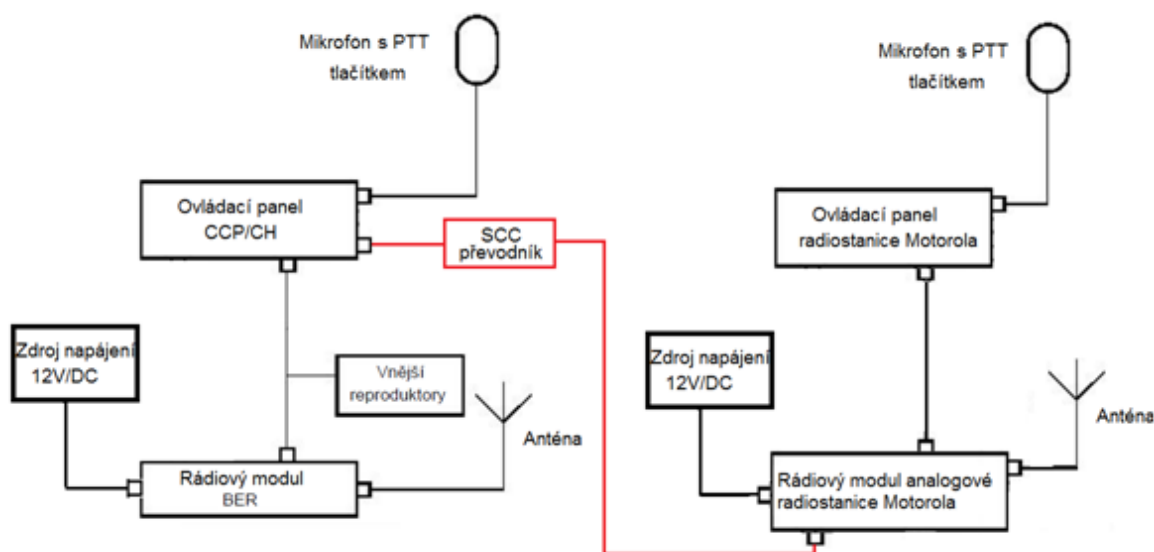 Mikrofon s PTT
tlačítkem
Ovládací panel
CCP/CH
SCC
převodník
Zdroj napájení
12V/DC
Vnější
reproduktory
Anténa
Rádiový modul
BER
Mikrofon s PTT
tlačítkem
Ovládací panel
radiostanice Motorola
Zdroj napájení
12V/DC
Anténa
Rádiový modul analogové
radiostanice Motorola